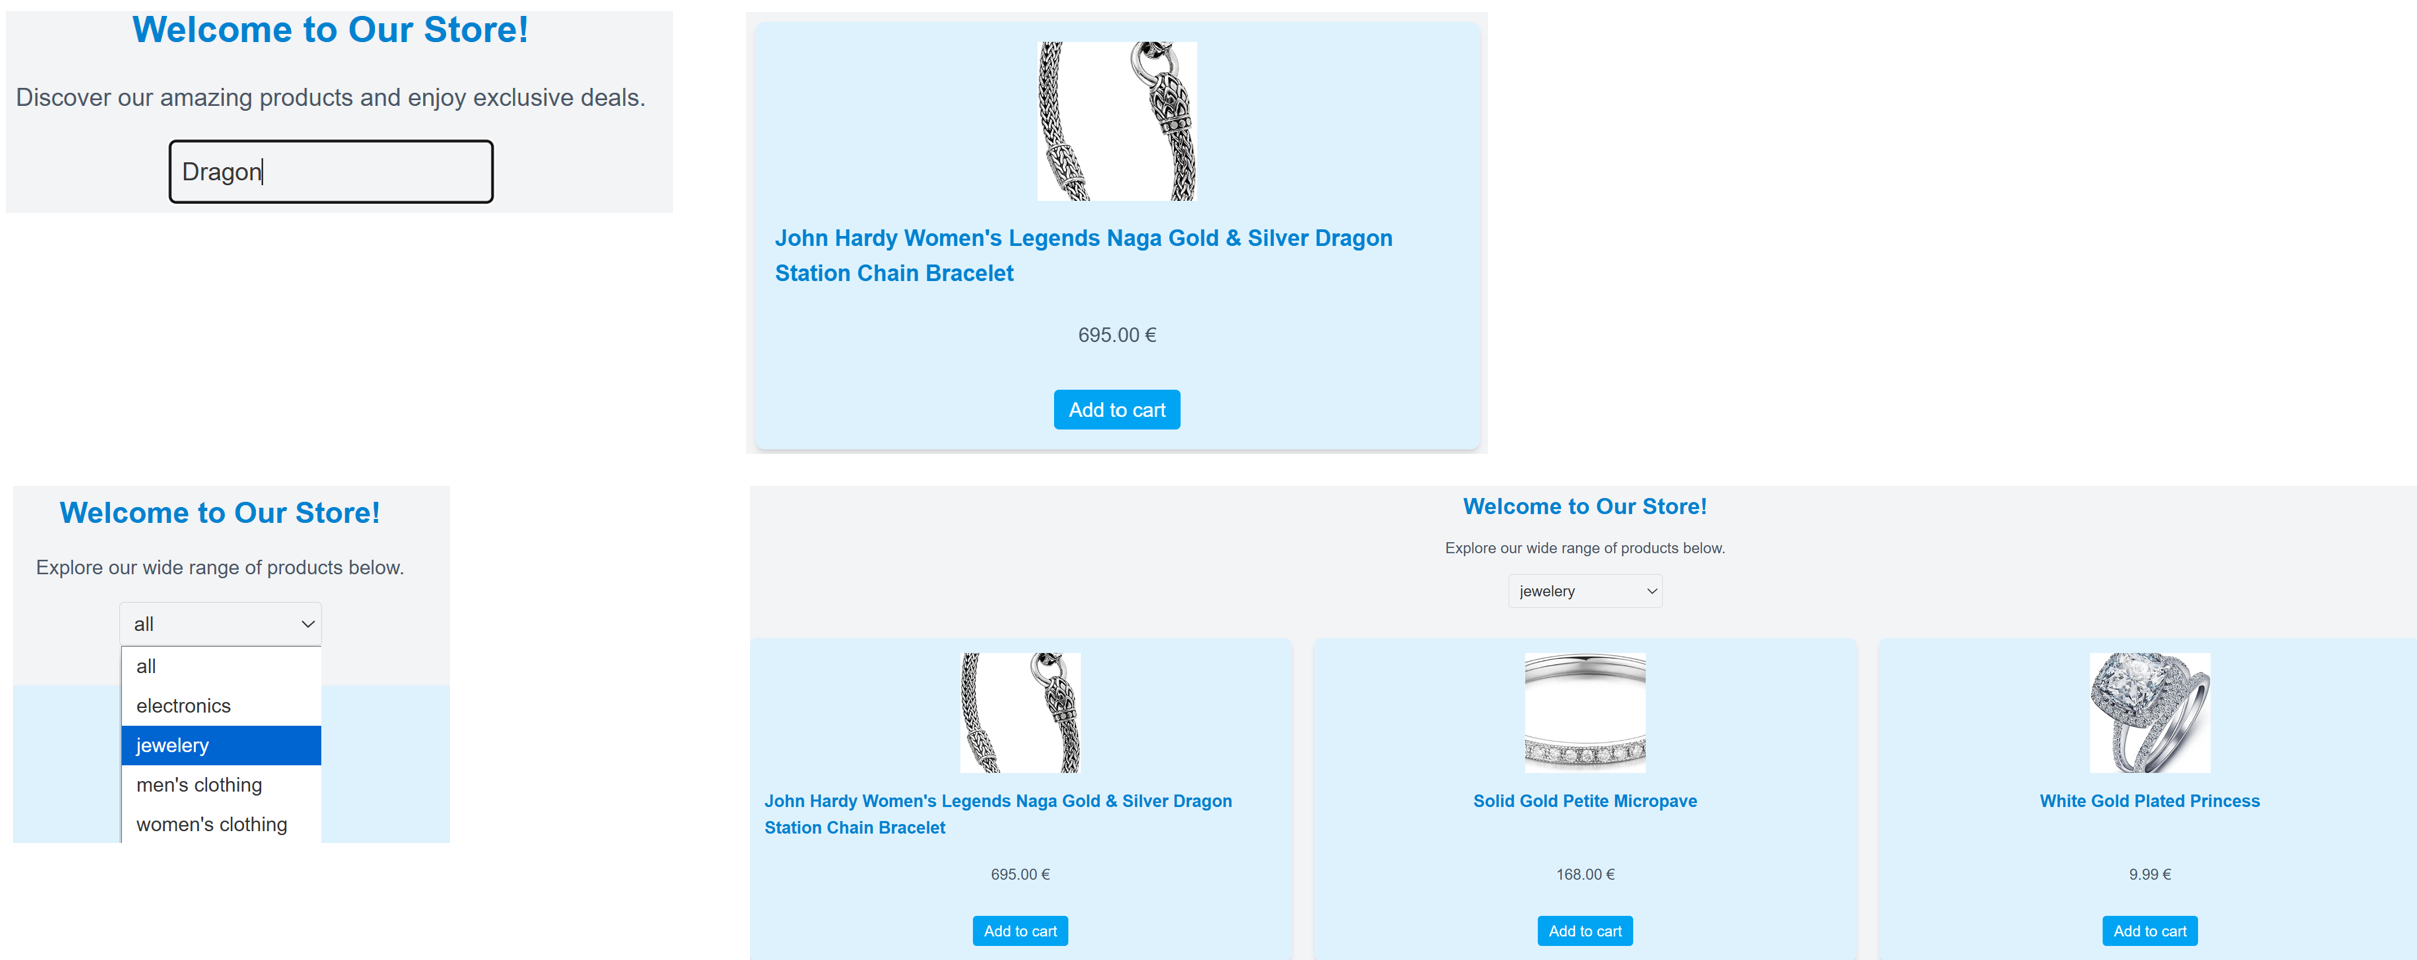 Welcome to Our Store!
Discover our amazing products and enjoy exclusive deals.
Dragon
John Hardy Women's Legends Naga Gold & Silver Dragon
Station Chain Bracelet
695.00 €
Add to cart
Welcome to Our Store!
Explore our wide range of products below.
all
all
electronics
jewelery
men's clothing
women's clothing
Welcome to Our Store!
Explore our wide range of products below.
jewelery
John Hardy Women's Legends Naga Gold & Silver Dragon
Station Chain Bracelet
695.00 €
Add to cart
Solid Gold Petite Micropave
168.00 €
Add to cart
White Gold Plated Princess
9.99 €
Add to cart